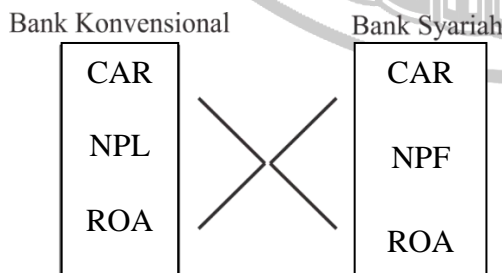 Bank Konvensional
Bank Syariah
CAR
NPL
ROA
CAR
NPF
ROA